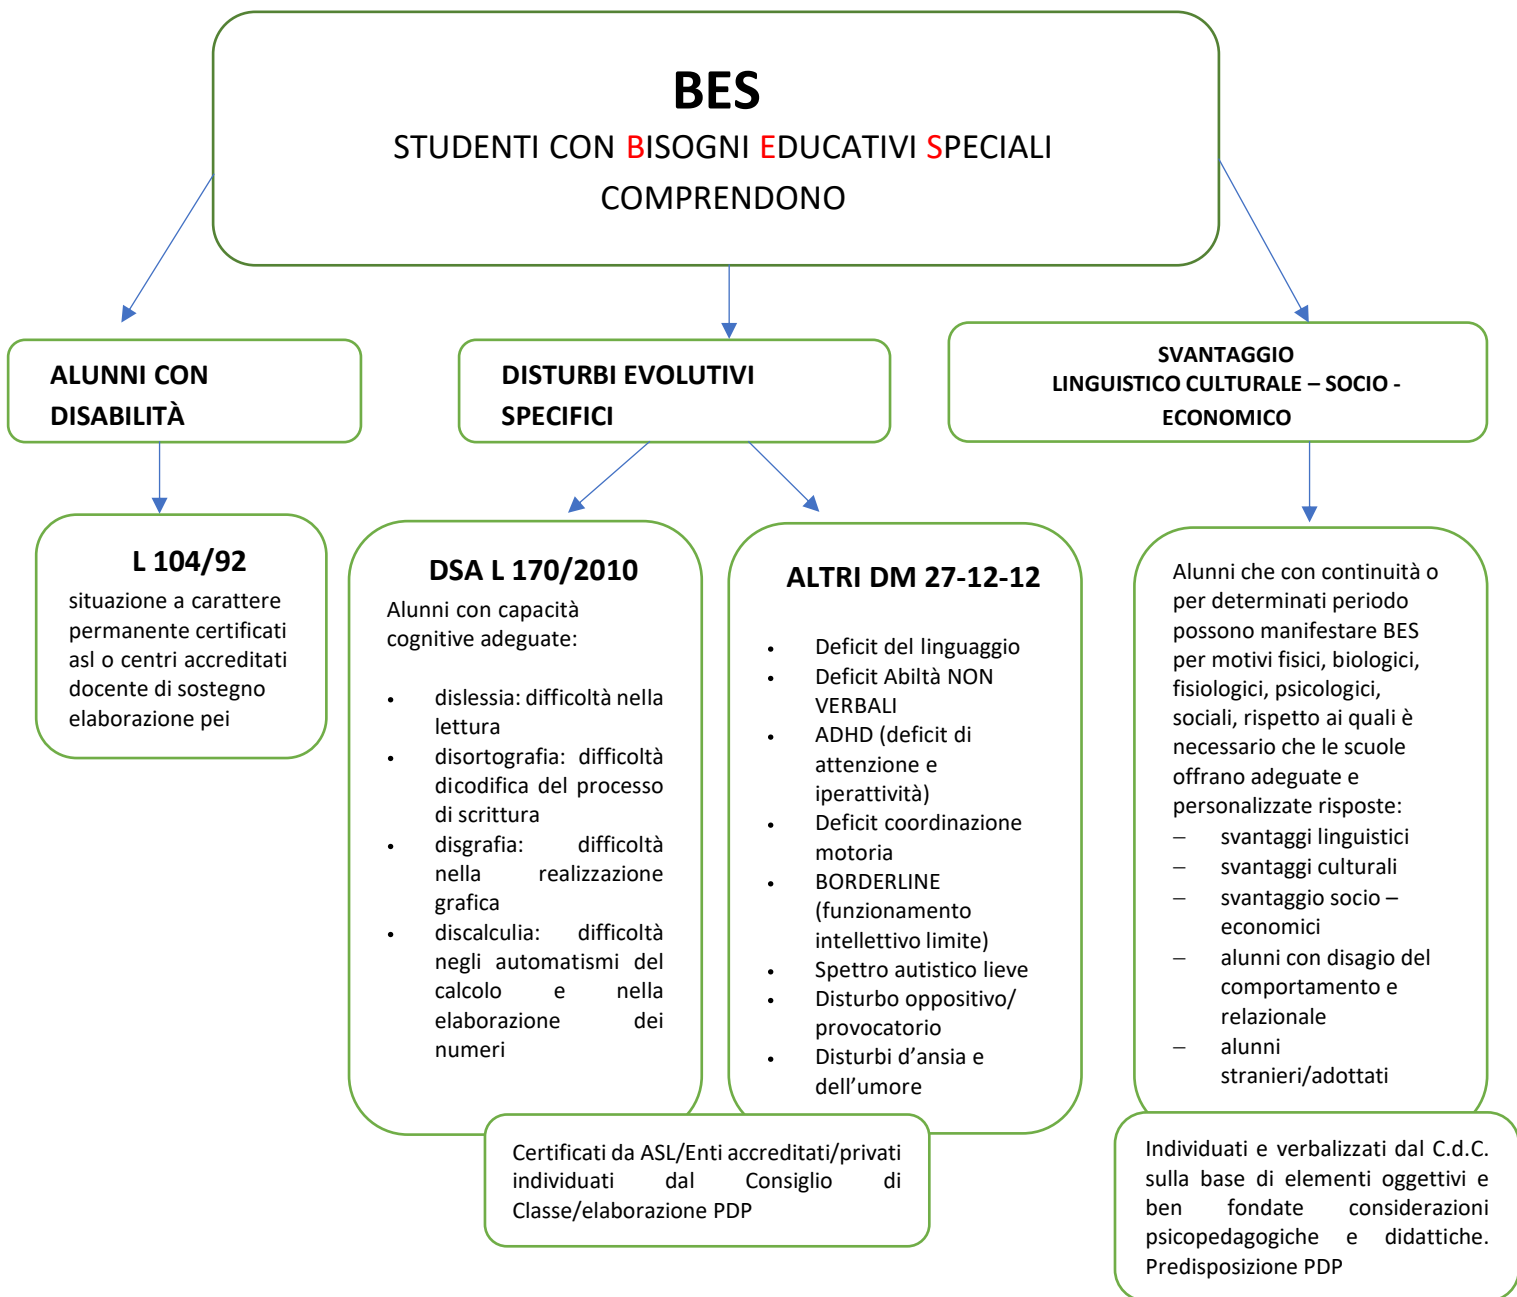 BES
STUDENTI CON BISOGNI EDUCATIVI SPECIALI
COMPRENDONO
ALUNNI CON
DISABILITÀ
DISTURBI EVOLUTIVI
SPECIFICI
SVANTAGGIO
LINGUISTICO CULTURALE – SOCIO -
ECONOMICO
L 104/92
situazione a carattere
permanente certificati
asl o centri accreditati
docente di sostegno
elaborazione pei
DSA L 170/2010
Alunni con capacità
cognitive adeguate:
• dislessia: difficoltà nella
lettura
• disortografia: difficoltà
dicodifica del processo
di scrittura
• disgrafia: difficoltà
nella realizzazione
grafica
• discalculia: difficoltà
negli automatismi del
calcolo e nella
elaborazione dei
numeri
ALTRI DM 27-12-12
• Deficit del linguaggio
• Deficit Abiltà NON
VERBALI
• ADHD (deficit di
attenzione e
iperattività)
• Deficit coordinazione
motoria
• BORDERLINE
(funzionamento
intellettivo limite)
• Spettro autistico lieve
• Disturbo oppositivo/
provocatorio
• Disturbi d’ansia e
dell’umore
Certificati da ASL/Enti accreditati/privati
individuati dal Consiglio di
Classe/elaborazione PDP
Alunni che con continuità o
per determinati periodo
possono manifestare BES
per motivi fisici, biologici,
fisiologici, psicologici,
sociali, rispetto ai quali è
necessario che le scuole
offrano adeguate e
personalizzate risposte:
– svantaggi linguistici
– svantaggi culturali
– svantaggio socio –
economici
– alunni con disagio del
comportamento e
relazionale
– alunni
stranieri/adottati
Individuati e verbalizzati dal C.d.C.
sulla base di elementi oggettivi e
ben fondate considerazioni
psicopedagogiche e didattiche.
Predisposizione PDP